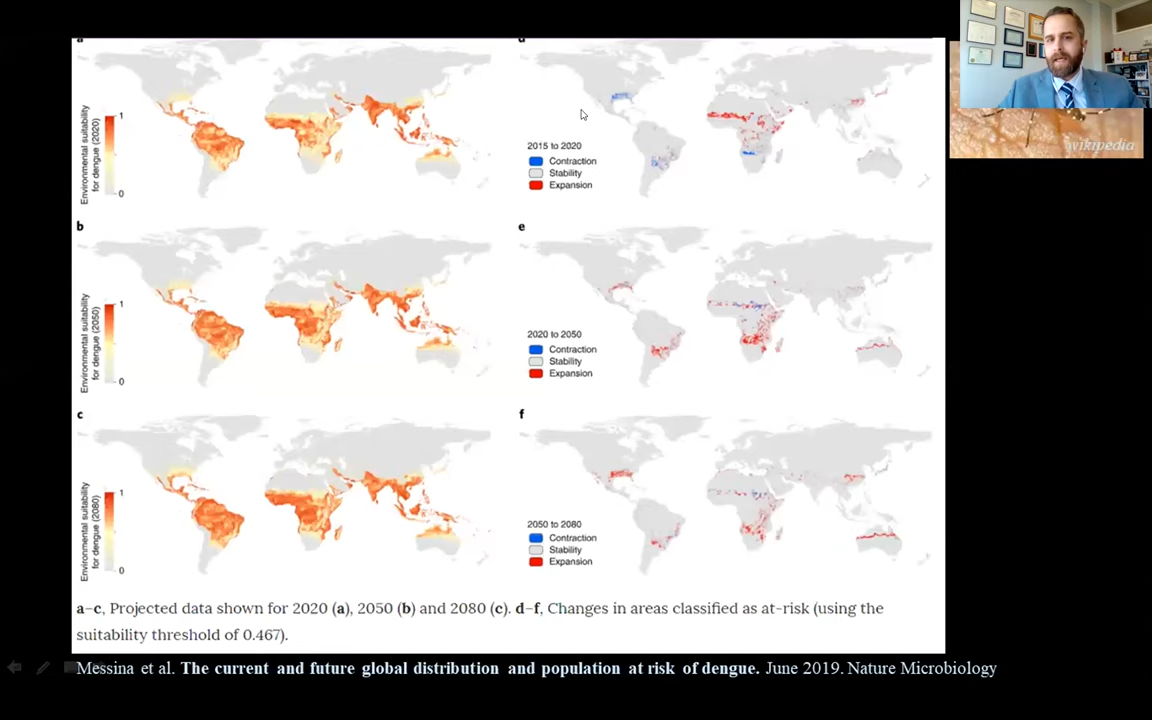 a
d
1
Environmental suitability
for dengue (2020)
0
2015 to 2020
Contraction
Stability
Expansion
wikipedia
b
e
1
Environmental suitability
for dengue (2050)
0
2020 to 2050
Contraction
Stability
Expansion
c
f
1
Environmental suitability
for dengue (2080)
0
2050 to 2080
Contraction
Stability
Expansion
a–c, Projected data shown for 2020 (a), 2050 (b) and 2080 (c). d–f, Changes in areas classified as at-risk (using the
suitability threshold of 0.467).
Messina et al. The current and future global distribution and population at risk of dengue. June 2019. Nature Microbiology